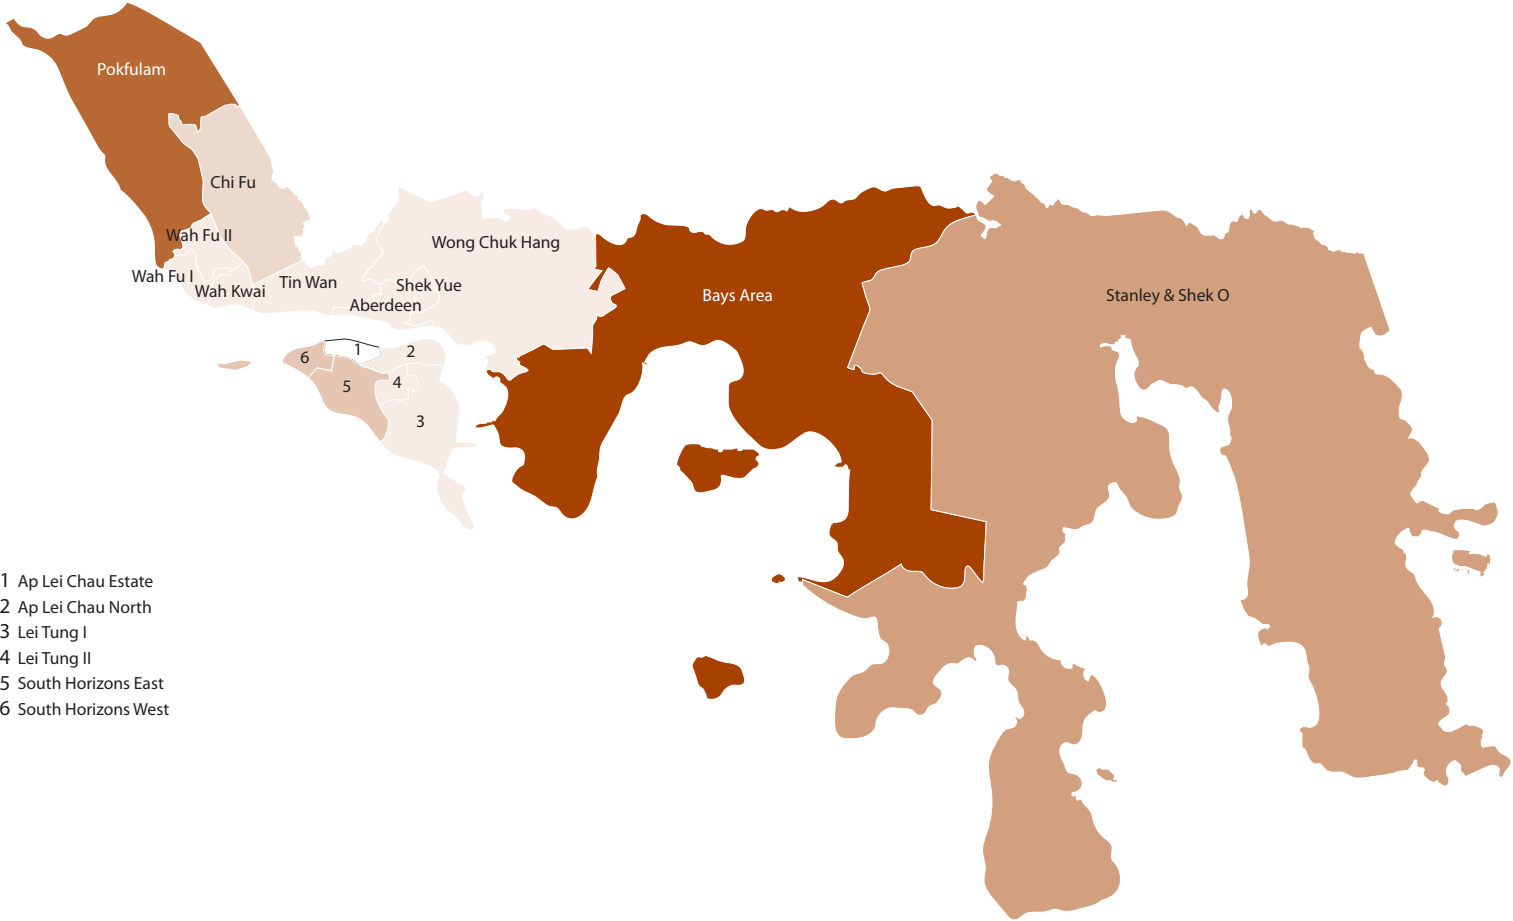 Pokfulam
Chi Fu
Wah Fu II
Wong Chuk Hang
Wah Fu I
Wah Kwai
Tin Wan
Shek Yue
Aberdeen
Bays Area
Stanley & Shek O
1
2
6
5
4
3
1 Ap Lei Chau Estate
2 Ap Lei Chau North
3 Lei Tung I
4 Lei Tung II
5 South Horizons East
6 South Horizons West